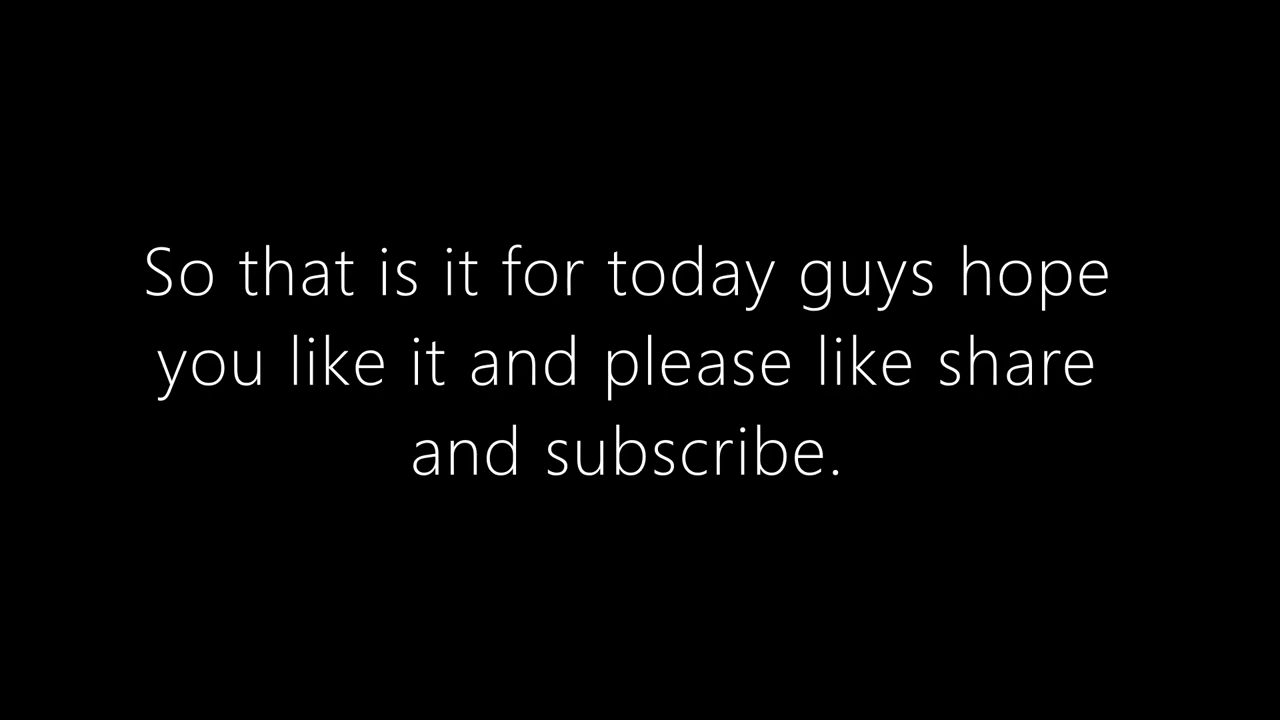 So that is it for today guys hope
you like it and please like share
and subscribe.